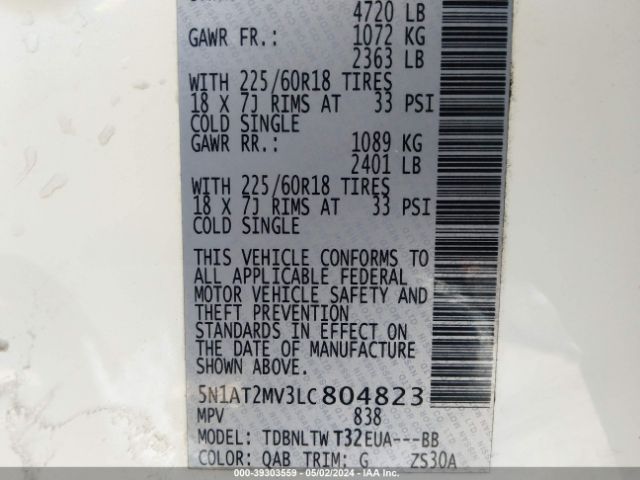 4720 LB
GAWR FR.: 1072 KG
2363 LB
WITH 225/60R18 TIRES
18 X 7J RIMS AT 33 PSI
COLD SINGLE
GAWR RR.: 1089 KG
2401 LB
WITH 225/60R18 TIRES
18 X 7J RIMS AT 33 PSI
COLD SINGLE
THIS VEHICLE CONFORMS TO
ALL APPLICABLE FEDERAL
MOTOR VEHICLE SAFETY AND
THEFT PREVENTION
STANDARDS IN EFFECT ON
THE DATE OF MANUFACTURE
SHOWN ABOVE.
5N1AT2MV3LC804823
MPV 838
MODEL: TDBNLTW T32EUA---BB
COLOR: QAB TRIM: G ZS30A
© COPART - 39303559 - 05/02/2024 - CST